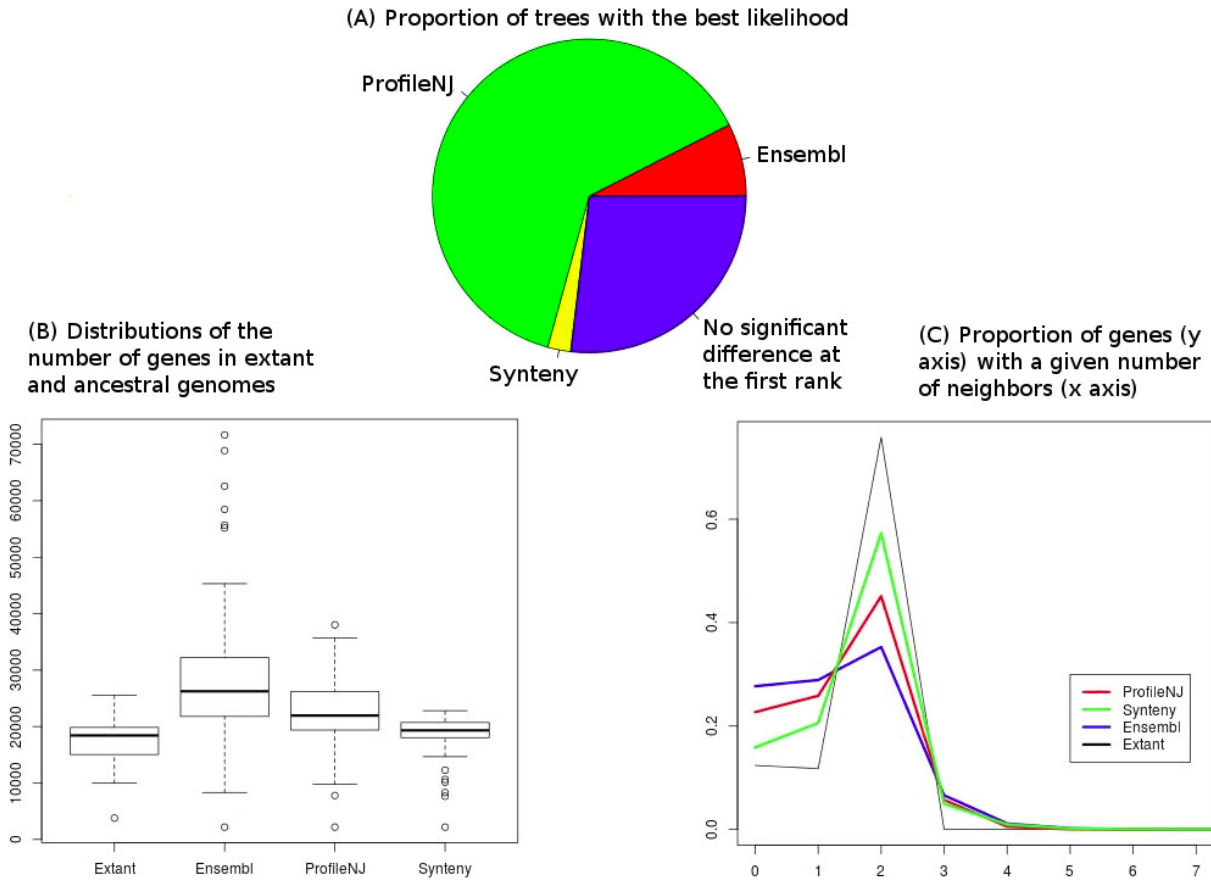 (A) Proportion of trees with the best likelihood
ProfileNJ
Ensembl
Synteny
No significant
difference at
the first rank
(B) Distributions of the
number of genes in extant
and ancestral genomes
70000
60000
50000
40000
30000
20000
10000
0
Extant
Ensembl
ProfileNJ
Synteny
(C) Proportion of genes (y
axis) with a given number
of neighbors (x axis)
0.6
0.4
0.2
0.0
ProfileNJ
Synteny
Ensembl
Extant
0 1 2 3 4 5 6 7